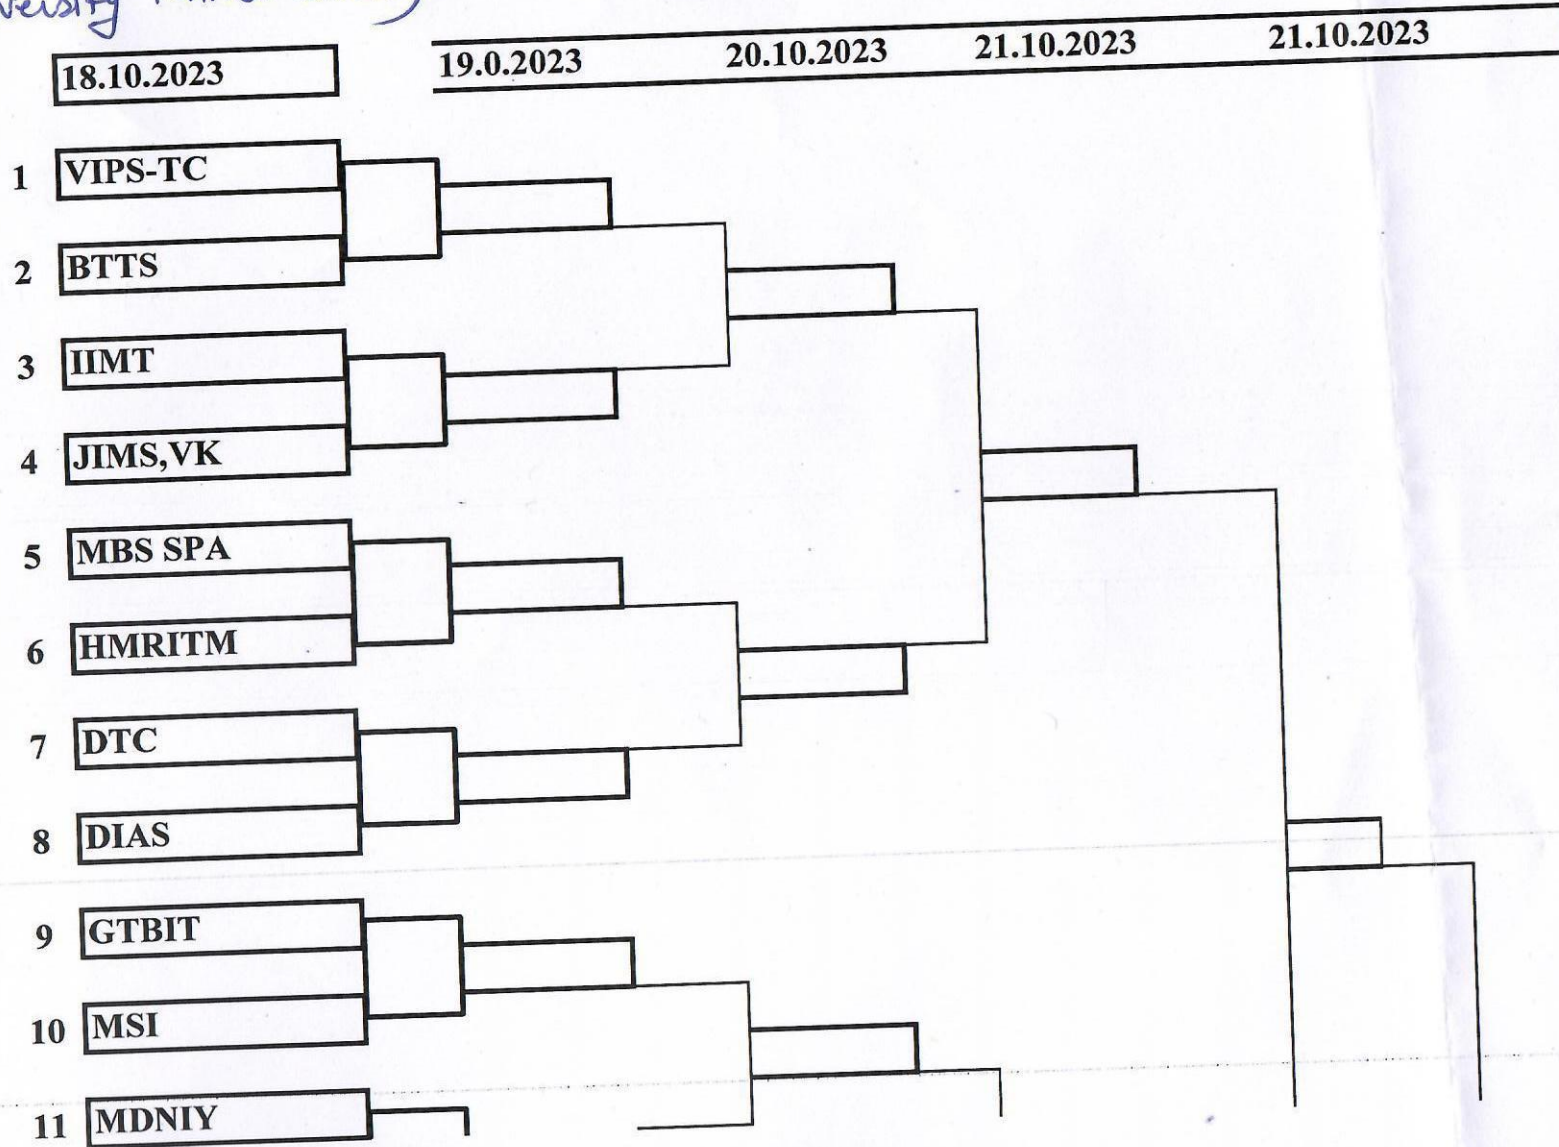 18.10.2023 19.0.2023 20.10.2023 21.10.2023 21.10.2023
1 VIPS-TC
2 BTTS
3 IIMT
4 JIMS,VK
5 MBS SPA
6 HMRITM
7 DTC
8 DIAS
9 GTBIT
10 MSI
11 MDNIY